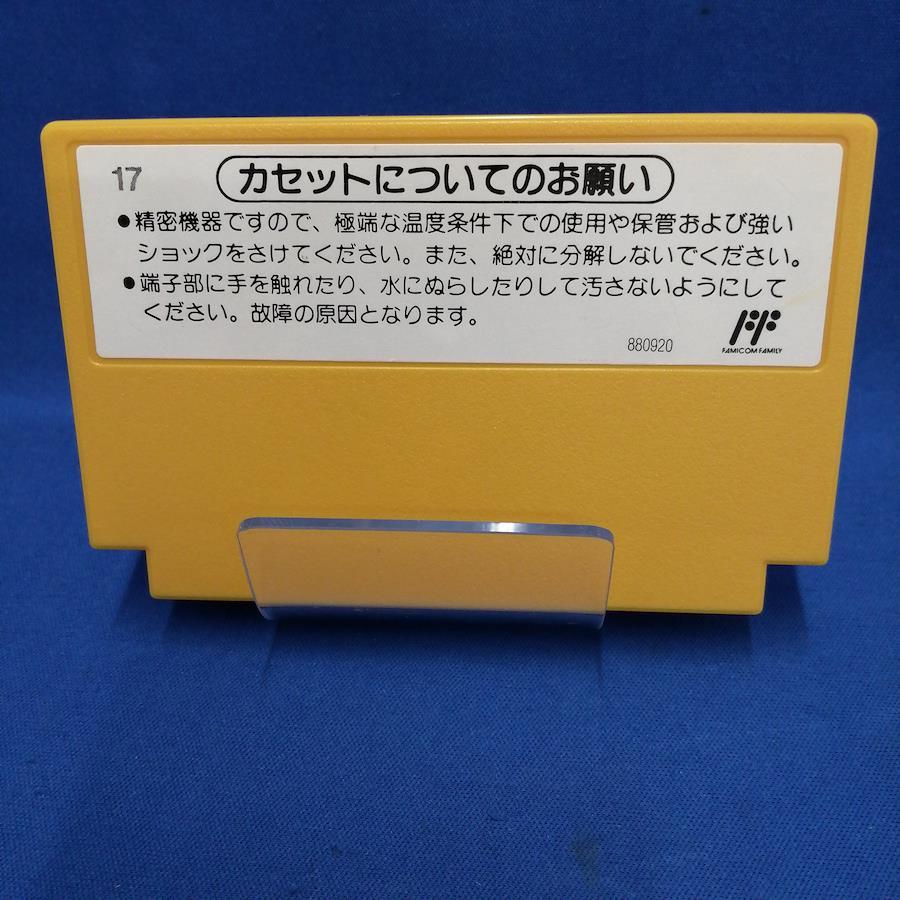 17
カセットについてのお願い
●精密機器ですので、極端な温度条件下での使用や保管および強い
ショックをさけてください。また、絶対に分解しないでください。
●端子部に手を触れたり、水にぬらしたりして汚さないようにして
ください。故障の原因となります。
880920
FAMICOM FAMILY